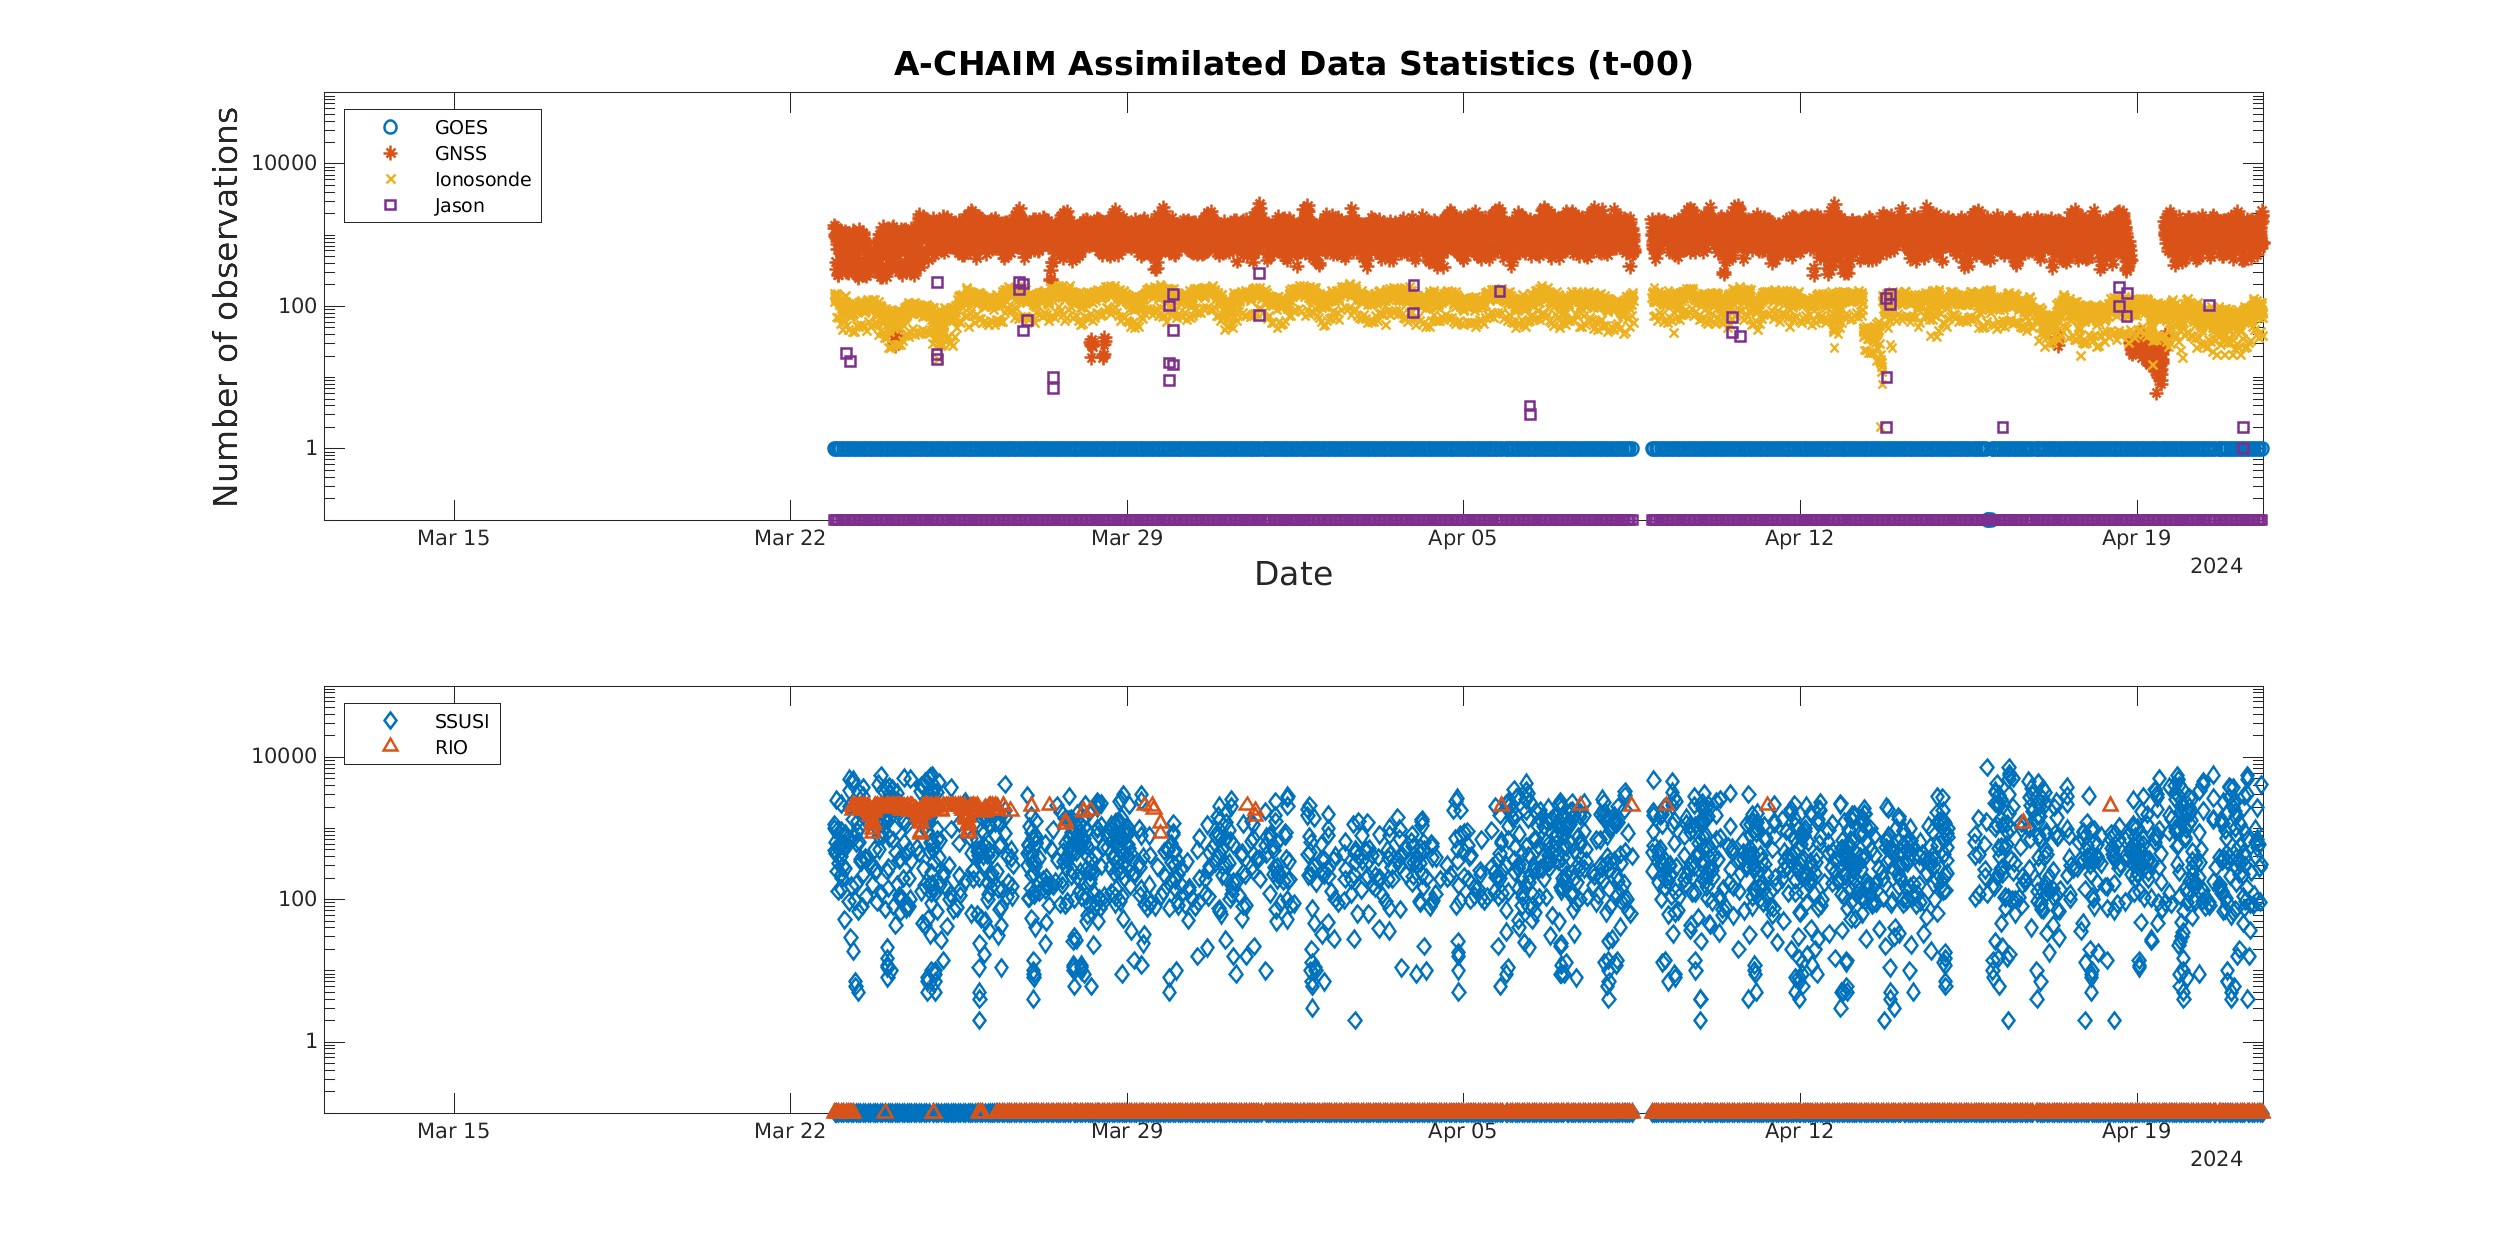 A-CHAIM Assimilated Data Statistics (t-00)
GOES
GNSS
Ionosonde
Jason
Number of observations
10000
100
1
Mar 15 Mar 22 Mar 29 Apr 05 Apr 12 Apr 19
2024
Date
SSUSI
RIO
10000
100
1
Mar 15 Mar 22 Mar 29 Apr 05 Apr 12 Apr 19
2024